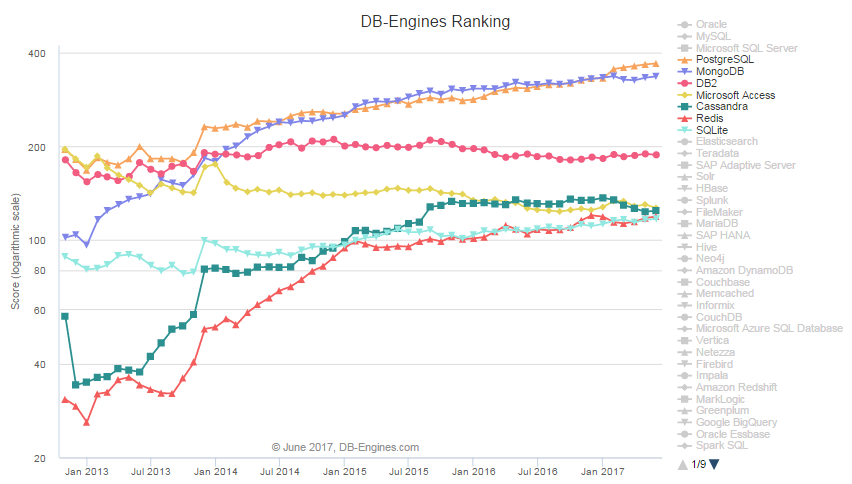 DB-Engines Ranking
400
200
100
80
60
40
20
Score (logarithmic scale)
Jan 2013
Jul 2013
Jan 2014
Jul 2014
Jan 2015
Jul 2015
Jan 2016
Jul 2016
Jan 2017
© June 2017, DB-Engines.com
Oracle
MySQL
Microsoft SQL Server
PostgreSQL
MongoDB
DB2
Microsoft Access
Cassandra
Redis
SQLite
Elasticsearch
Teradata
SAP Adaptive Server
Solr
HBase
Splunk
FileMaker
MariaDB
SAP HANA
Hive
Neo4j
Amazon DynamoDB
Couchbase
Memcached
Informix
CouchDB
Microsoft Azure SQL Database
Vertica
Netezza
Firebird
Impala
Amazon Redshift
MarkLogic
Greenplum
Google BigQuery
Oracle Essbase
Spark SQL
1/9